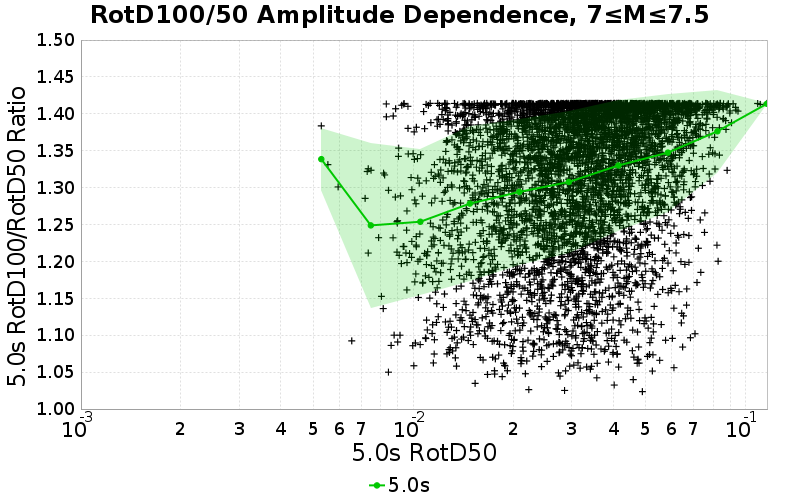 RotD100/50 Amplitude Dependence, 7≤M≤7.5
5.0s RotD100/RotD50 Ratio
1.50
1.45
1.40
1.35
1.30
1.25
1.20
1.15
1.10
1.05
1.00
10-3 2 3 4 5 6 7 10-2 2 3 4 5 6 7 10-1
5.0s RotD50
5.0s